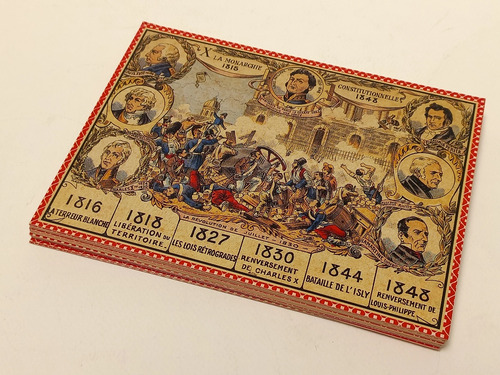 X
LA MONARCHIE
1815
CONSTITUTIONNELLE
1848
LA RÉVOLUTION DE JUILLET 1830
1816
LA TERREUR BLANCHE
1818
LIBÉRATION DU
TERRITOIRE.
1827
LES LOIS RÉTROGRADES
1830
RENVERSEMENT
DE CHARLES X
1844
BATAILLE DE L'ISLY
1848
RENVERSEMENT DE
LOUIS-PHILIPPE.